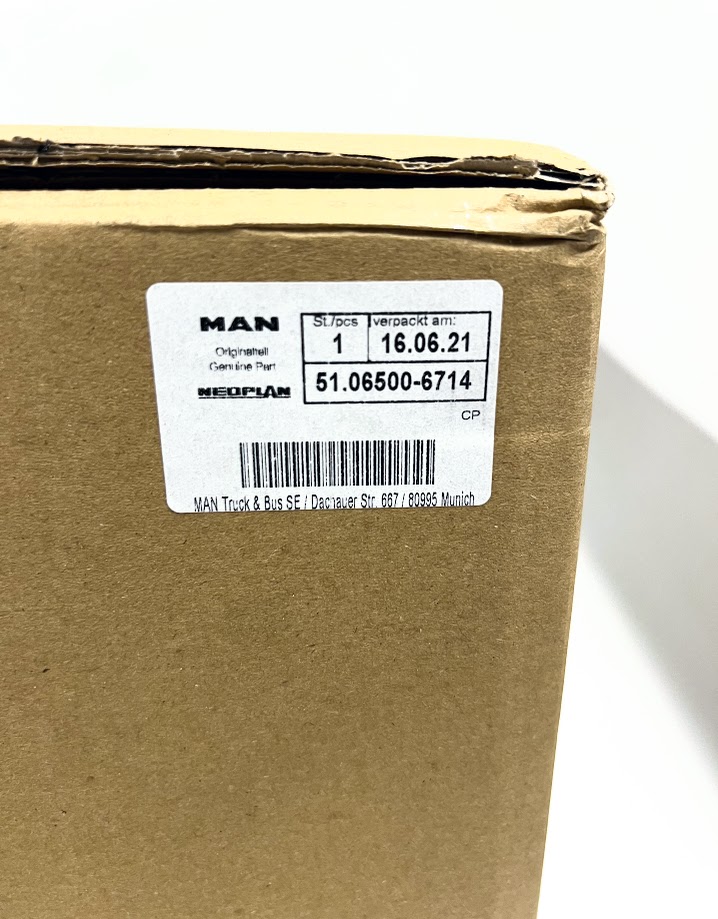 MAN
Originalteil
Genuine Part
NEOPLAN
St./pcs verpackt am:
1 16.06.21
51.06500-6714
CP
MAN Truck & Bus SE / Dachauer Str. 667 / 80995 Munich